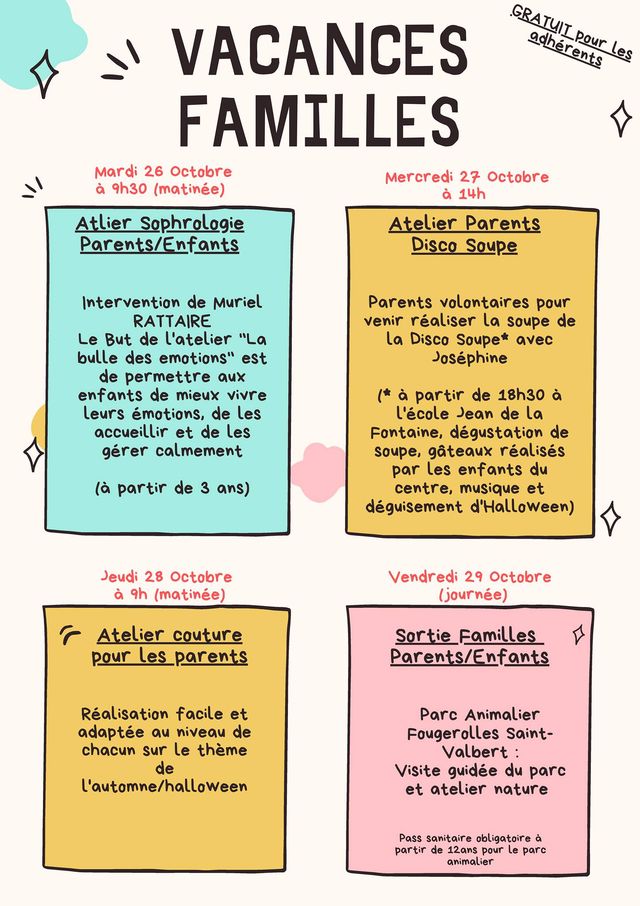 VACANCES
FAMILLES
GRATUIT pour les
adhérents
Mardi 26 Octobre
à 9h30 (matinée)
Atlier Sophrologie
Parents/Enfants
Intervention de Muriel
RATTAIRE
Le But de l'atelier "La
bulle des emotions" est
de permettre aux
enfants de mieux vivre
leurs émotions, de les
accueillir et de les
gérer calmement
(à partir de 3 ans)
Mercredi 27 Octobre
à 14h
Atelier Parents
Disco Soupe
Parents volontaires pour
venir réaliser la soupe de
la Disco Soupe* avec
Joséphine
(* à partir de 18h30 à
l'école Jean de la
Fontaine, dégustation de
soupe, gâteaux réalisés
par les enfants du
centre, musique et
déguisement d'Halloween)
Jeudi 28 Octobre
à 9h (matinée)
Atelier couture
pour les parents
Réalisation facile et
adaptée au niveau de
chacun sur le thème
de
l'automne/halloween
Vendredi 29 Octobre
(journée)
Sortie Familles
Parents/Enfants
Parc Animalier
Fougerolles Saint-
Valbert :
Visite guidée du parc
et atelier nature
Pass sanitaire obligatoire à
partir de 12ans pour le parc
animalier